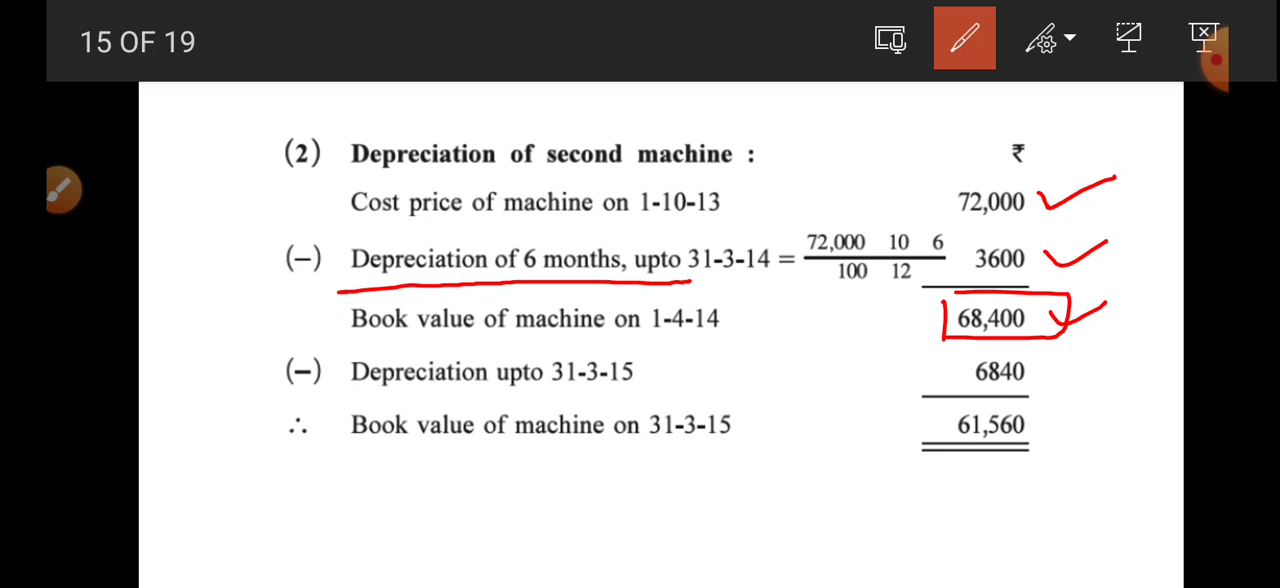 15 OF 19
(2) Depreciation of second machine : ₹
Cost price of machine on 1-10-13 72,000
(−) Depreciation of 6 months, upto 31-3-14 = 72,000 10 6 / 100 12 3600
Book value of machine on 1-4-14 68,400
(−) Depreciation upto 31-3-15 6840
∴ Book value of machine on 31-3-15 61,560